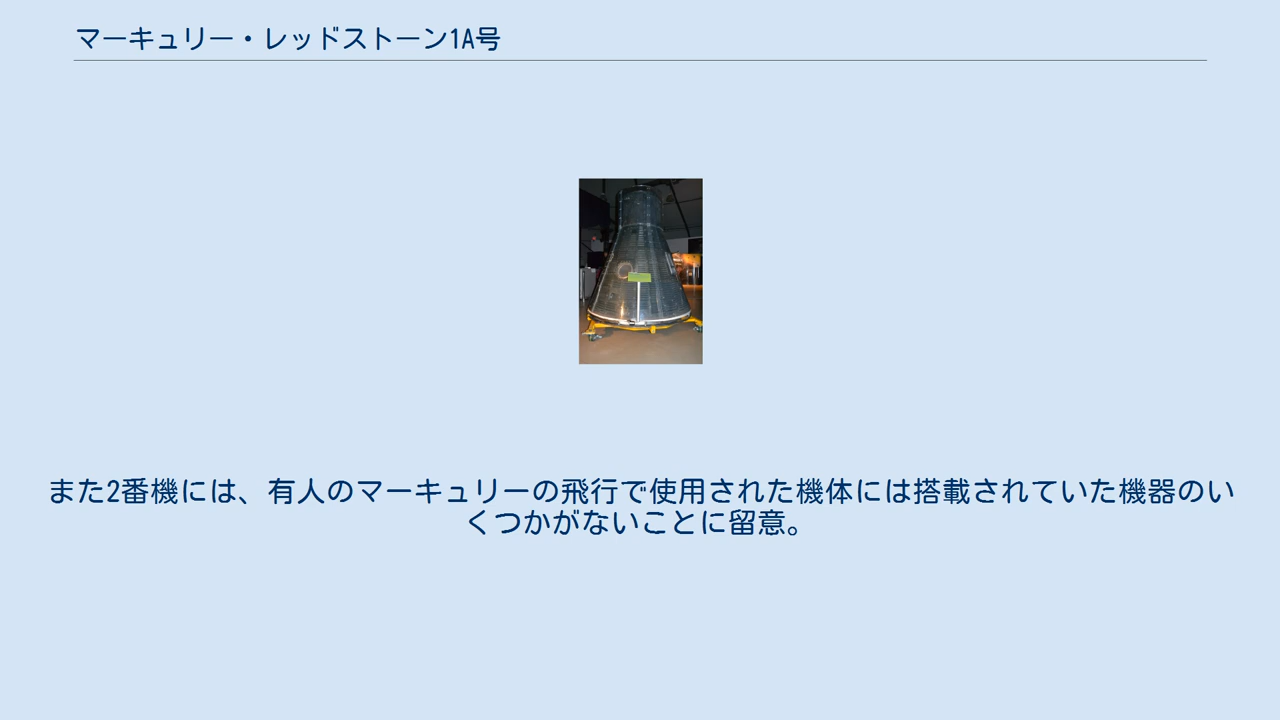 マーキュリー・レッドストーン1A号
また2番機には、有人のマーキュリーの飛行で使用された機体には搭載されていた機器のい
くつかがないことに留意。